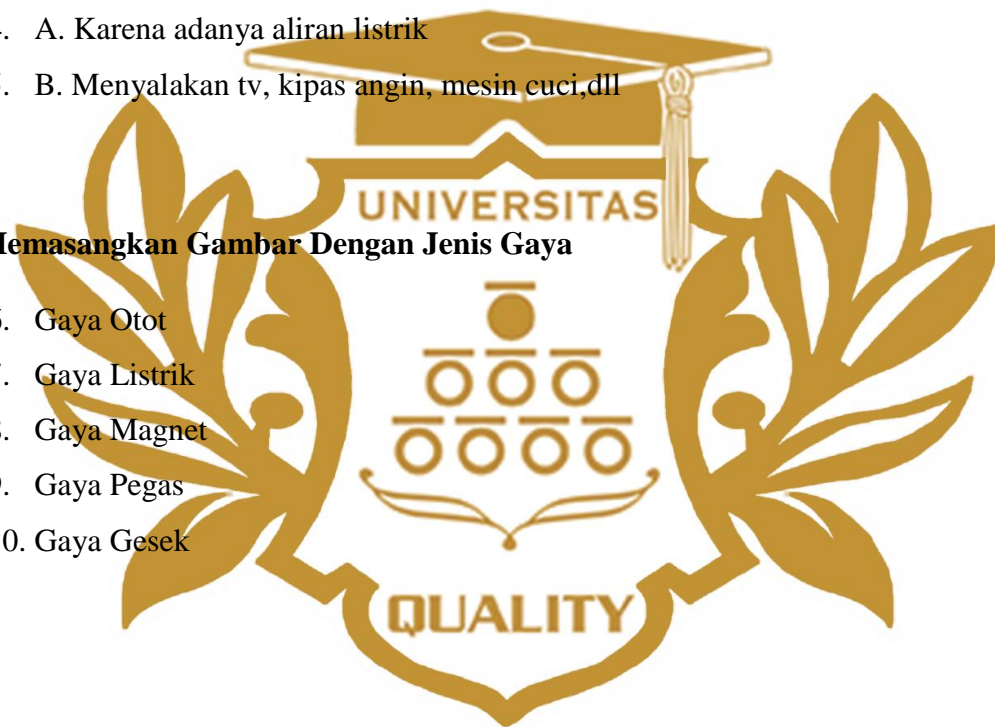 . A. Karena adanya aliran listrik
. B. Menyalakan tv, kipas angin, mesin cuci,dll
UNIVERSITAS
emasangkan Gambar Dengan Jenis Gaya
. Gaya Otot
. Gaya Listrik
. Gaya Magnet
. Gaya Pegas
0. Gaya Gesek
QUALITY